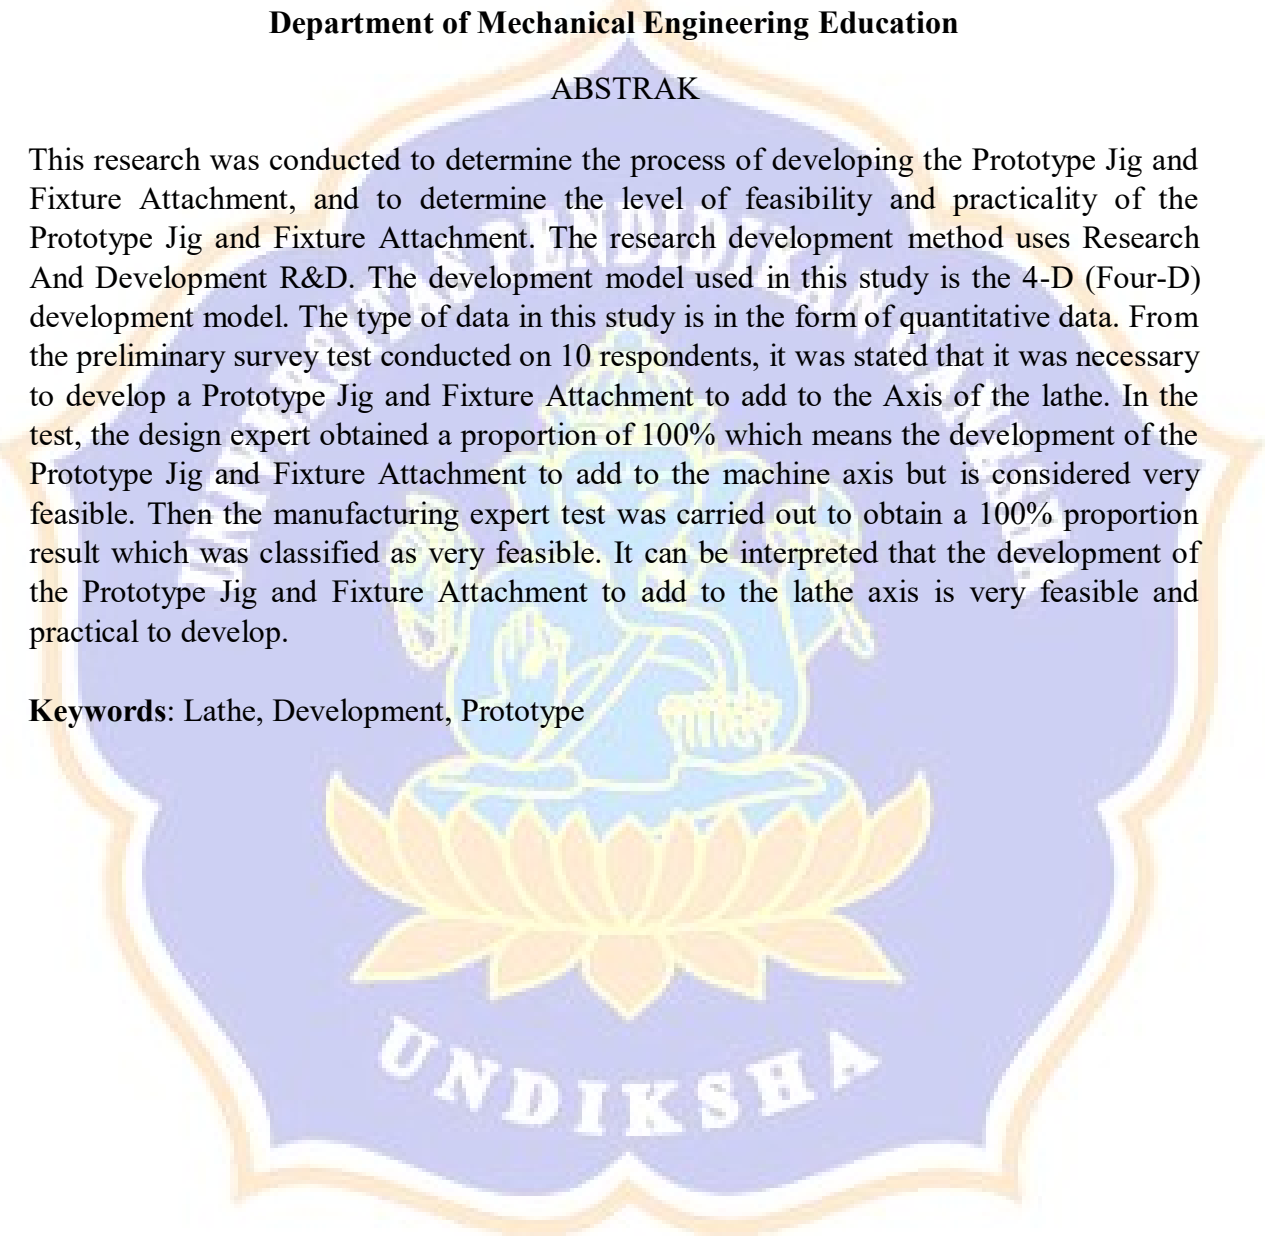 Department of Mechanical Engineering Education
ABSTRAK
This research was conducted to determine the process of developing the Prototype Jig and
Fixture Attachment, and to determine the level of feasibility and practicality of the
Prototype Jig and Fixture Attachment. The research development method uses Research
And Development R&D. The development model used in this study is the 4-D (Four-D)
development model. The type of data in this study is in the form of quantitative data. From
the preliminary survey test conducted on 10 respondents, it was stated that it was necessary
to develop a Prototype Jig and Fixture Attachment to add to the Axis of the lathe. In the
test, the design expert obtained a proportion of 100% which means the development of the
Prototype Jig and Fixture Attachment to add to the machine axis but is considered very
feasible. Then the manufacturing expert test was carried out to obtain a 100% proportion
result which was classified as very feasible. It can be interpreted that the development of
the Prototype Jig and Fixture Attachment to add to the lathe axis is very feasible and
practical to develop.
Keywords: Lathe, Development, Prototype
UNIVERSITAS PENDIDIKAN GANESHA
UNDIKSHA